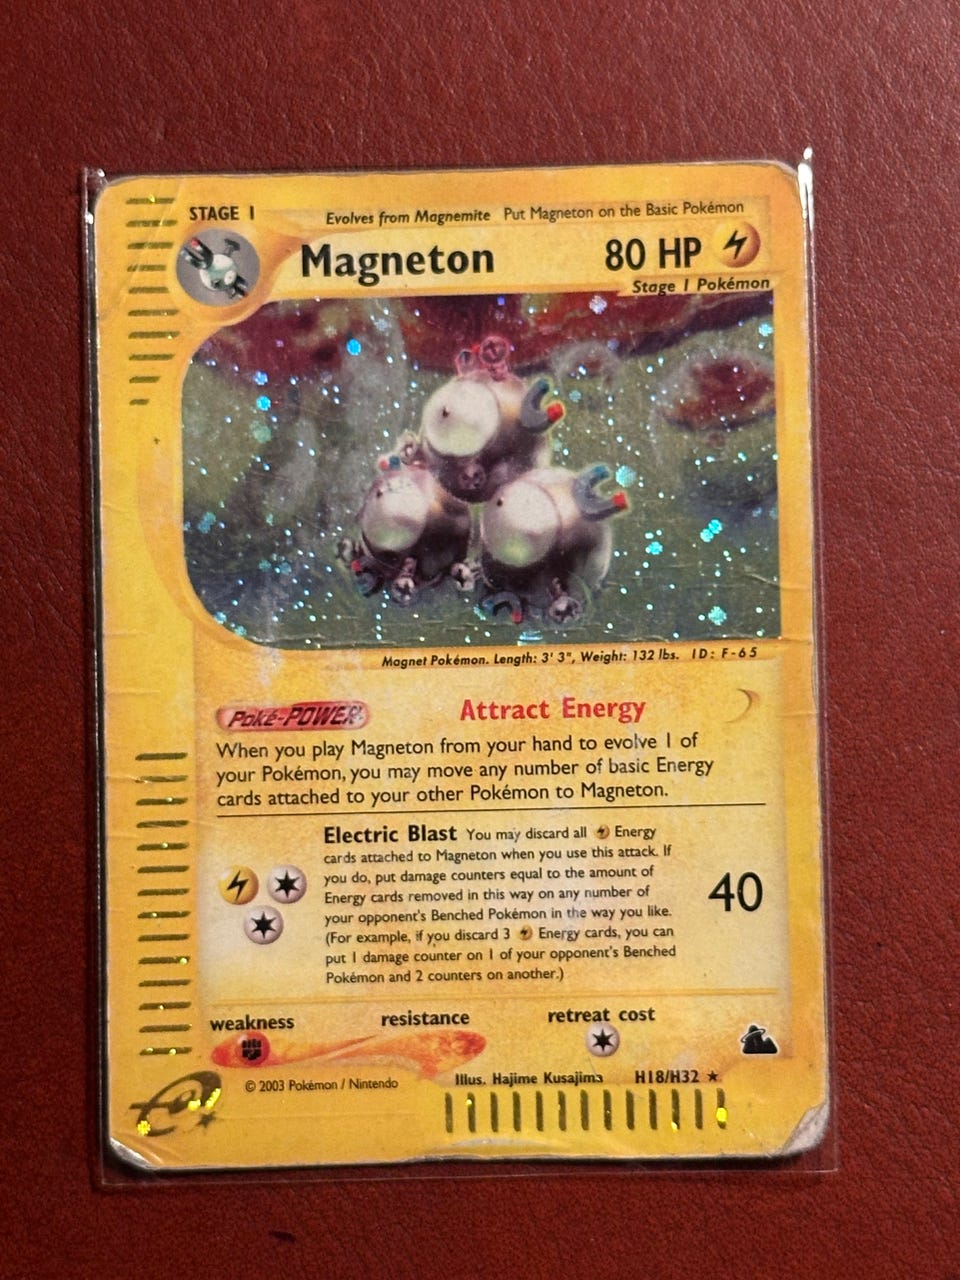 STAGE 1
Evolves from Magnemite Put Magneton on the Basic Pokémon
Magneton 80 HP
Stage 1 Pokémon
Magnet Pokémon. Length: 3' 3", Weight: 132 lbs. ID: F-65
Poké-POWER Attract Energy
When you play Magneton from your hand to evolve 1 of
your Pokémon, you may move any number of basic Energy
cards attached to your other Pokémon to Magneton.
Electric Blast You may discard all Energy
cards attached to Magneton when you use this attack. If
you do, put damage counters equal to the amount of
Energy cards removed in this way on any number of
your opponent's Benched Pokémon in the way you like.
(For example, if you discard 3 Energy cards, you can
put 1 damage counter on 1 of your opponent's Benched
Pokémon and 2 counters on another.)
40
weakness resistance retreat cost
© 2003 Pokémon / Nintendo Illus. Hajime Kusajima H18/H32 ★
e